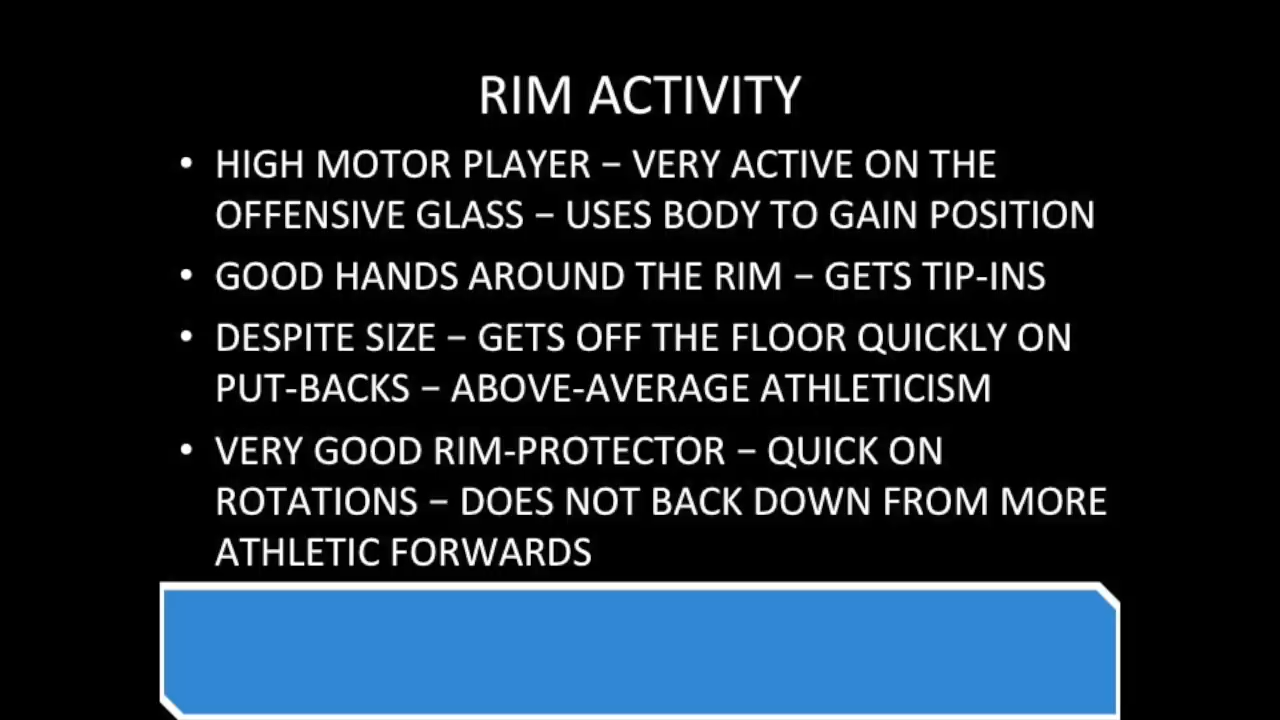 RIM ACTIVITY
• HIGH MOTOR PLAYER – VERY ACTIVE ON THE
OFFENSIVE GLASS – USES BODY TO GAIN POSITION
• GOOD HANDS AROUND THE RIM – GETS TIP-INS
• DESPITE SIZE – GETS OFF THE FLOOR QUICKLY ON
PUT-BACKS – ABOVE-AVERAGE ATHLETICISM
• VERY GOOD RIM-PROTECTOR – QUICK ON
ROTATIONS – DOES NOT BACK DOWN FROM MORE
ATHLETIC FORWARDS